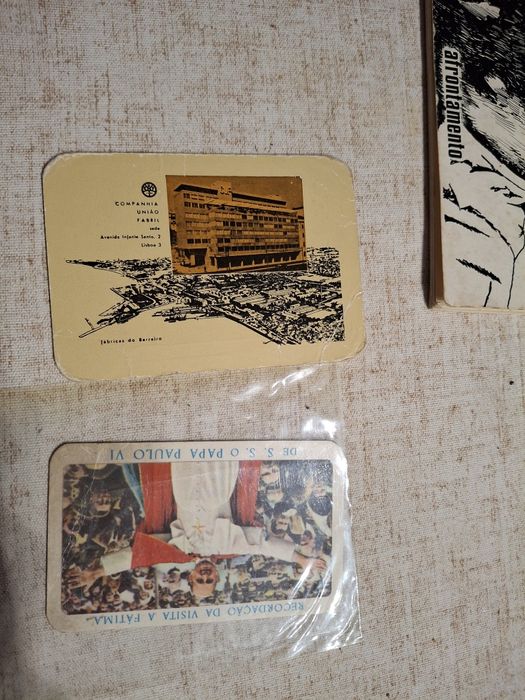 afrontamento
COMPANHIA
UNIÃO
FABRIL
sede
Avenida Infante Santo, 2
Lisboa 3
fábricas do Barreiro
RECORDAÇÃO DA VISITA A FÁTIMA
DE S. S. O PAPA PAULO VI